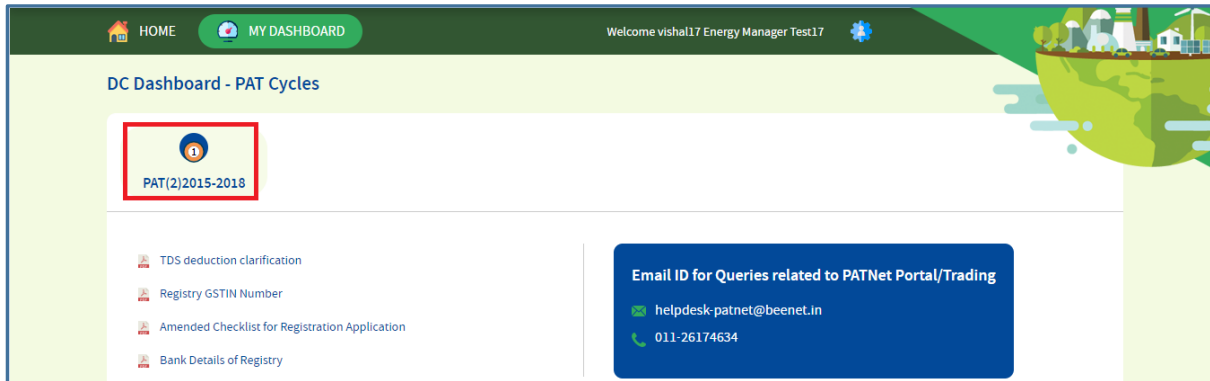 HOME
MY DASHBOARD
Welcome vishal17 Energy Manager Test17
DC Dashboard - PAT Cycles
1
PAT(2)2015-2018
TDS deduction clarification
Registry GSTIN Number
Amended Checklist for Registration Application
Bank Details of Registry
Email ID for Queries related to PATNet Portal/Trading
helpdesk-patnet@beenet.in
011-26174634